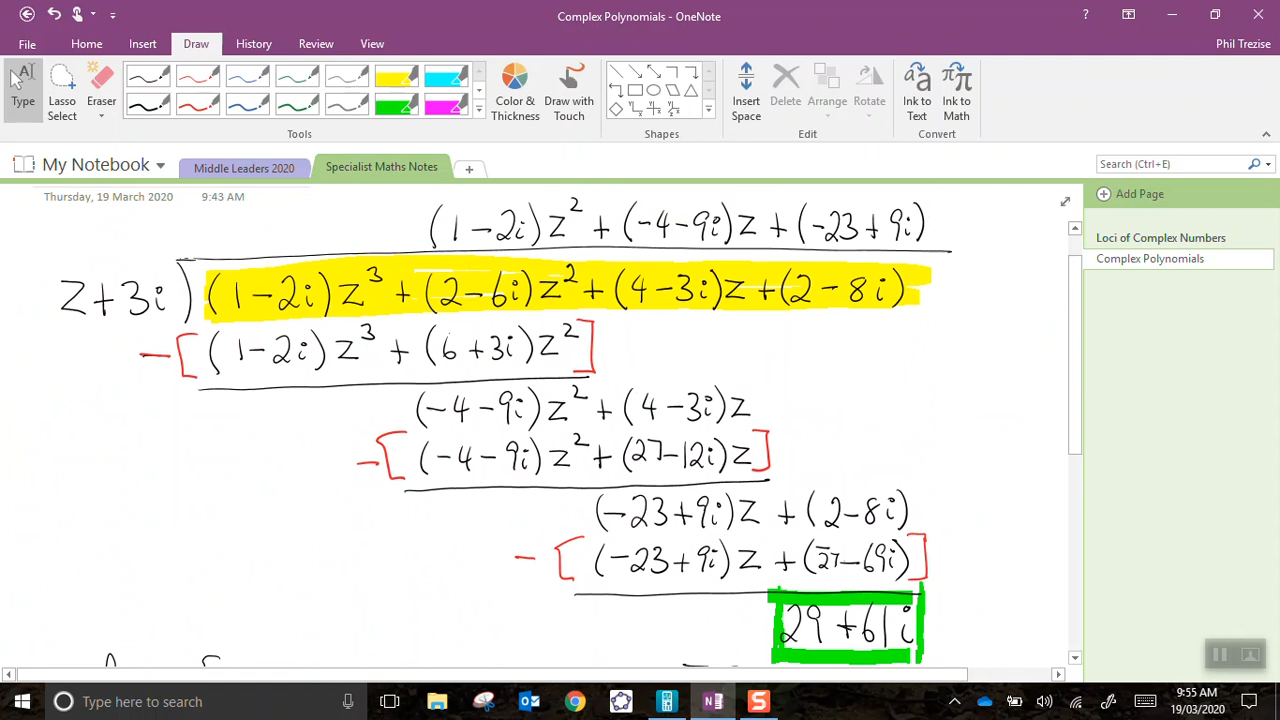 Complex Polynomials - OneNote
?
File Home Insert Draw History Review View
Phil Trezise
Type
Lasso Select
Eraser
Color & Thickness
Draw with Touch
Insert Space
Delete
Arrange
Rotate
Ink to Text
Ink to Math
Tools
Shapes
Edit
Convert
My Notebook
Middle Leaders 2020
Specialist Maths Notes
Search (Ctrl+E)
Thursday, 19 March 2020 9:43 AM
Add Page
Loci of Complex Numbers
Complex Polynomials
(1-2i)z² + (-4-9i)z + (-23+9i)
z+3i ) (1-2i)z³ + (2-6i)z² + (4-3i)z + (2-8i)
- [(1-2i)z³ + (6+3i)z²]
(-4-9i)z² + (4-3i)z
- [(-4-9i)z² + (27-12i)z]
(-23+9i)z + (2-8i)
- [(-23+9i)z + (-27-69i)]
29+61i
Type here to search
9:55 AM
19/03/2020